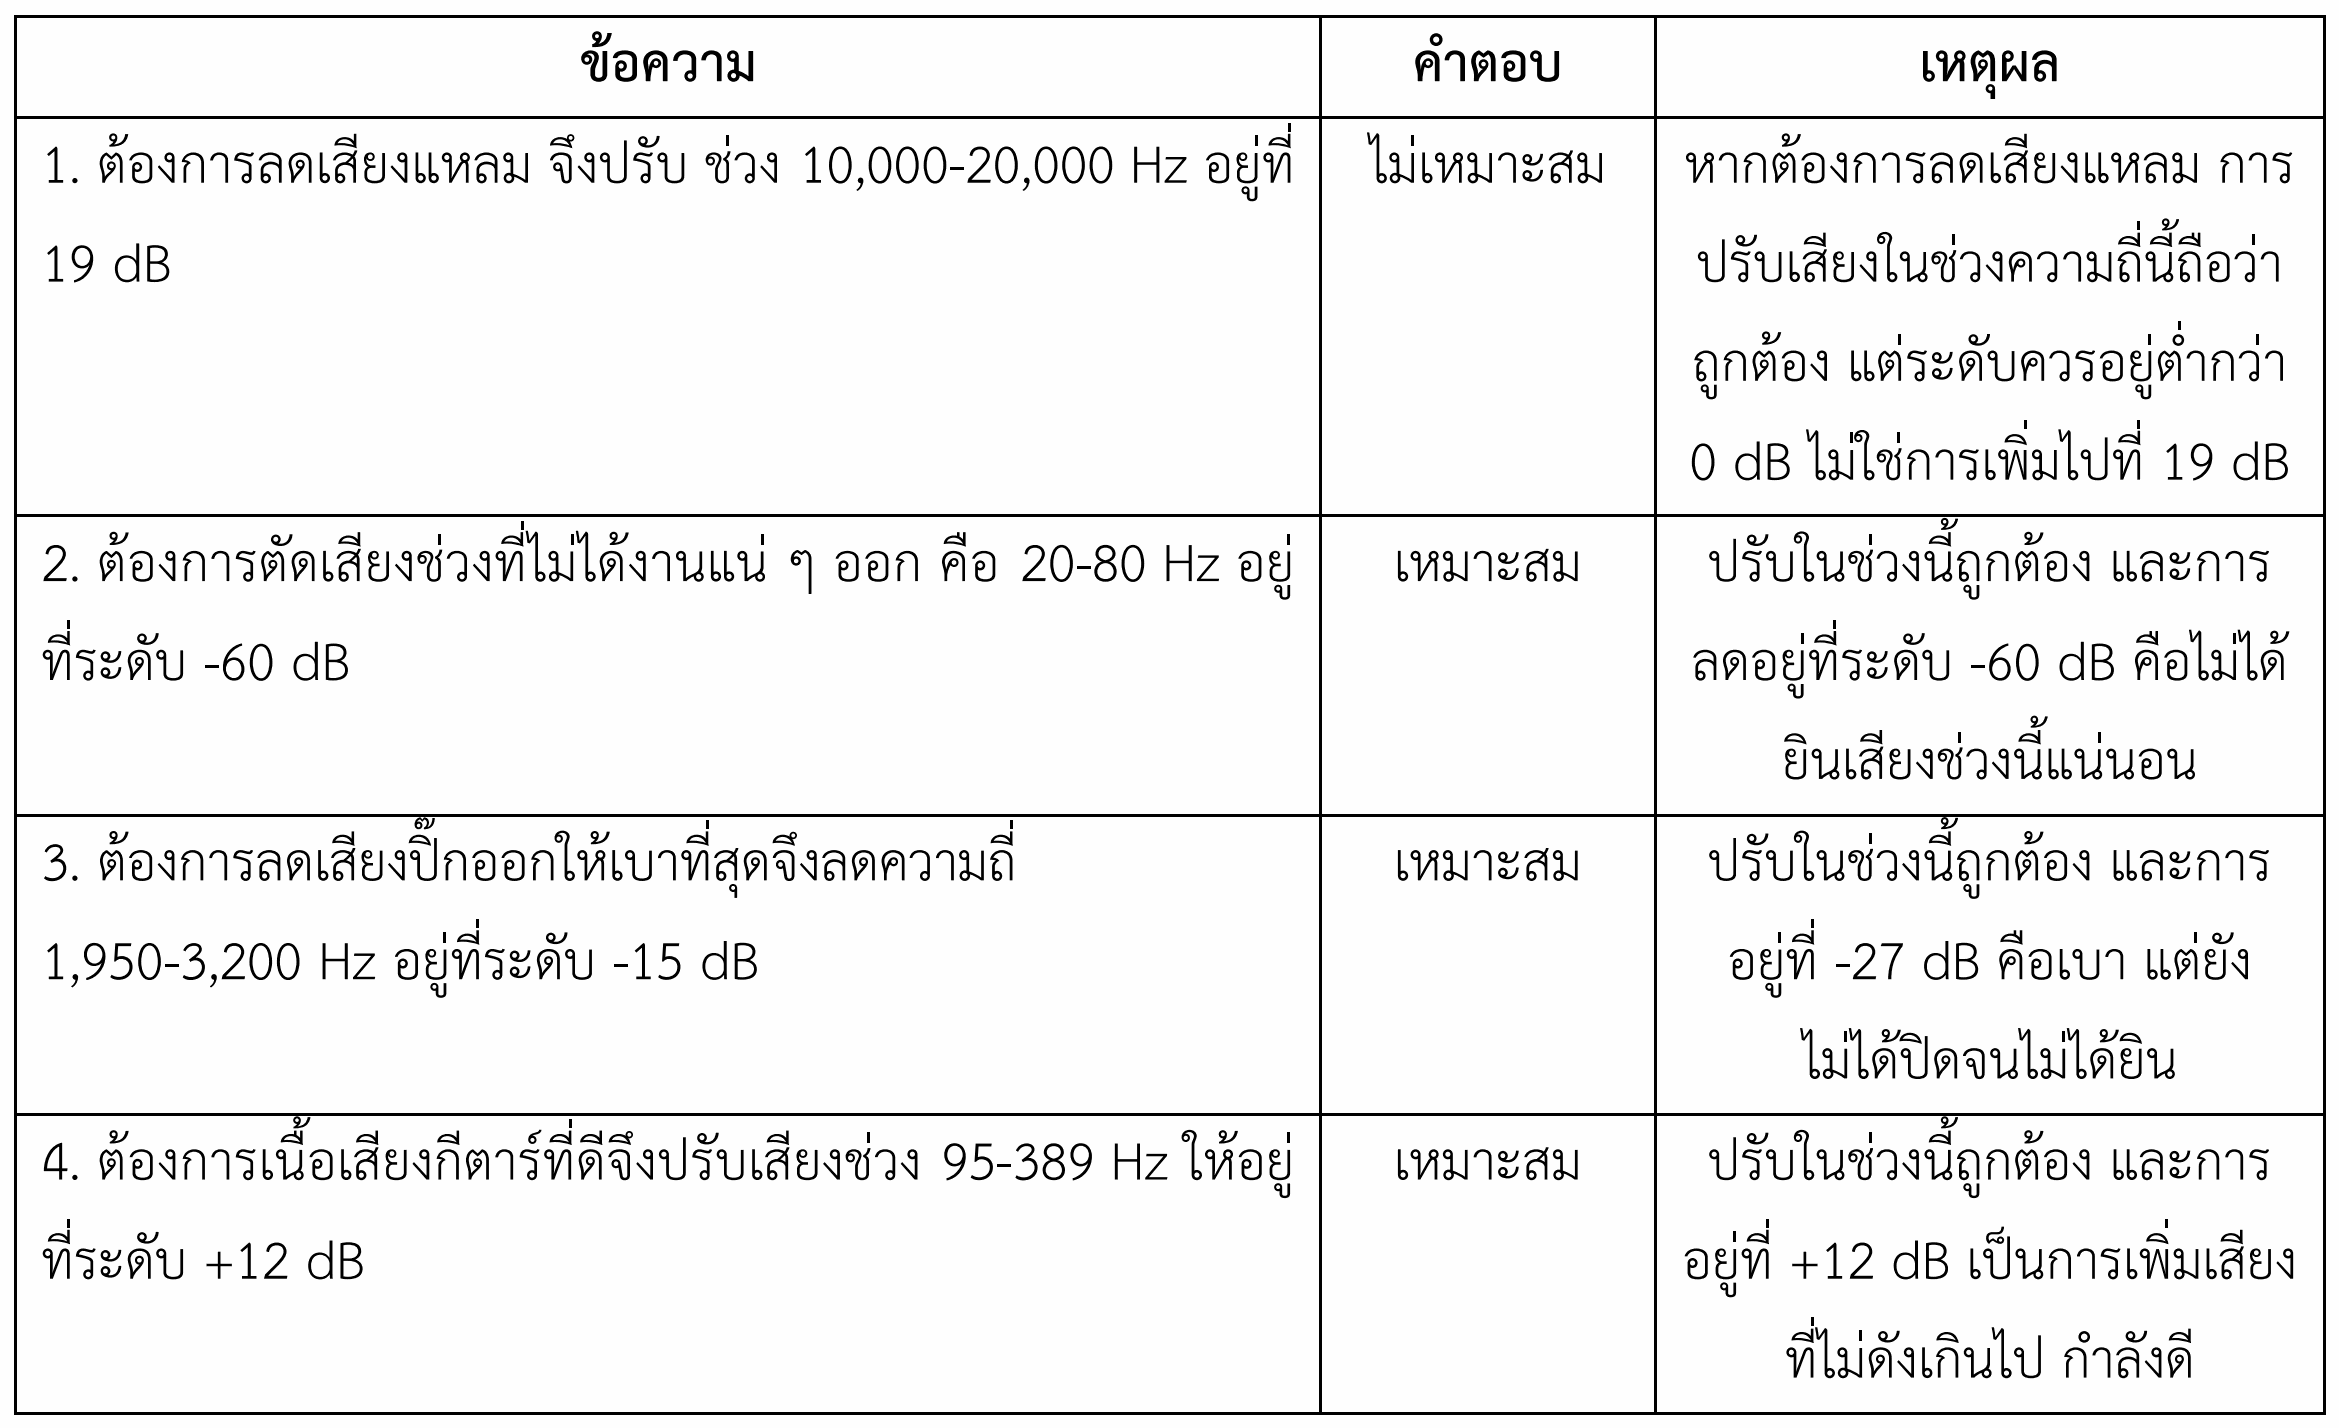 ข้อความ
คำตอบ
เหตุผล
1. ต้องการลดเสียงแหลม จึงปรับ ช่วง 10,000-20,000 Hz อยู่ที่
19 dB
ไม่เหมาะสม
หากต้องการลดเสียงแหลม การ
ปรับเสียงในช่วงความถี่นี้ถือว่า
ถูกต้อง แต่ระดับควรอยู่ต่ำกว่า
0 dB ไม่ใช่การเพิ่มไปที่ 19 dB
2. ต้องการตัดเสียงช่วงที่ไม่ได้งานแน่ ๆ ออก คือ 20-80 Hz อยู่
ที่ระดับ -60 dB
เหมาะสม
ปรับในช่วงนี้ถูกต้อง และการ
ลดอยู่ที่ระดับ -60 dB คือไม่ได้
ยินเสียงช่วงนี้แน่นอน
3. ต้องการลดเสียงปิ๊กออกให้เบาที่สุดจึงลดความถี่
1,950-3,200 Hz อยู่ที่ระดับ -15 dB
เหมาะสม
ปรับในช่วงนี้ถูกต้อง และการ
อยู่ที่ -27 dB คือเบา แต่ยัง
ไม่ได้ปิดจนไม่ได้ยิน
4. ต้องการเนื้อเสียงกีตาร์ที่ดีจึงปรับเสียงช่วง 95-389 Hz ให้อยู่
ที่ระดับ +12 dB
เหมาะสม
ปรับในช่วงนี้ถูกต้อง และการ
อยู่ที่ +12 dB เป็นการเพิ่มเสียง
ที่ไม่ดังเกินไป กำลังดี